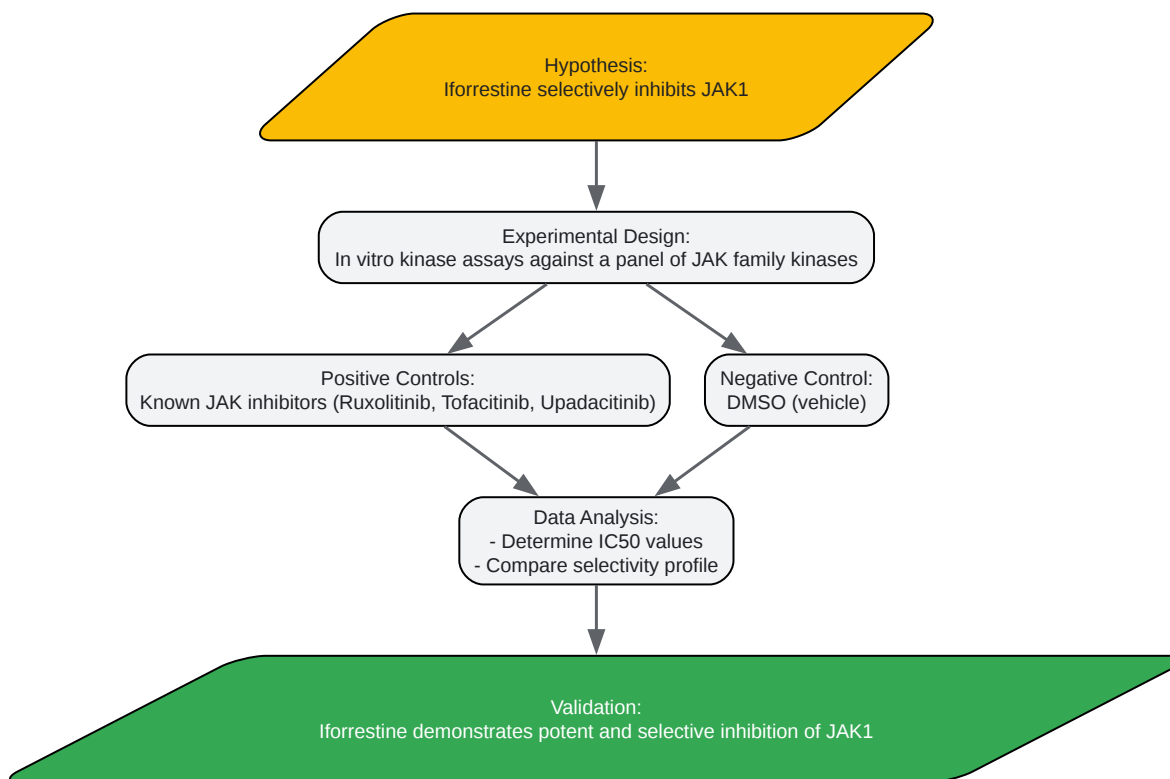 Hypothesis:
Iforrestine selectively inhibits JAK1
Experimental Design:
In vitro kinase assays against a panel of JAK family kinases
Positive Controls:
Known JAK inhibitors (Ruxolitinib, Tofacitinib, Upadacitinib)
Negative Control:
DMSO (vehicle)
Data Analysis:
- Determine IC50 values
- Compare selectivity profile
Validation:
Iforrestine demonstrates potent and selective inhibition of JAK1